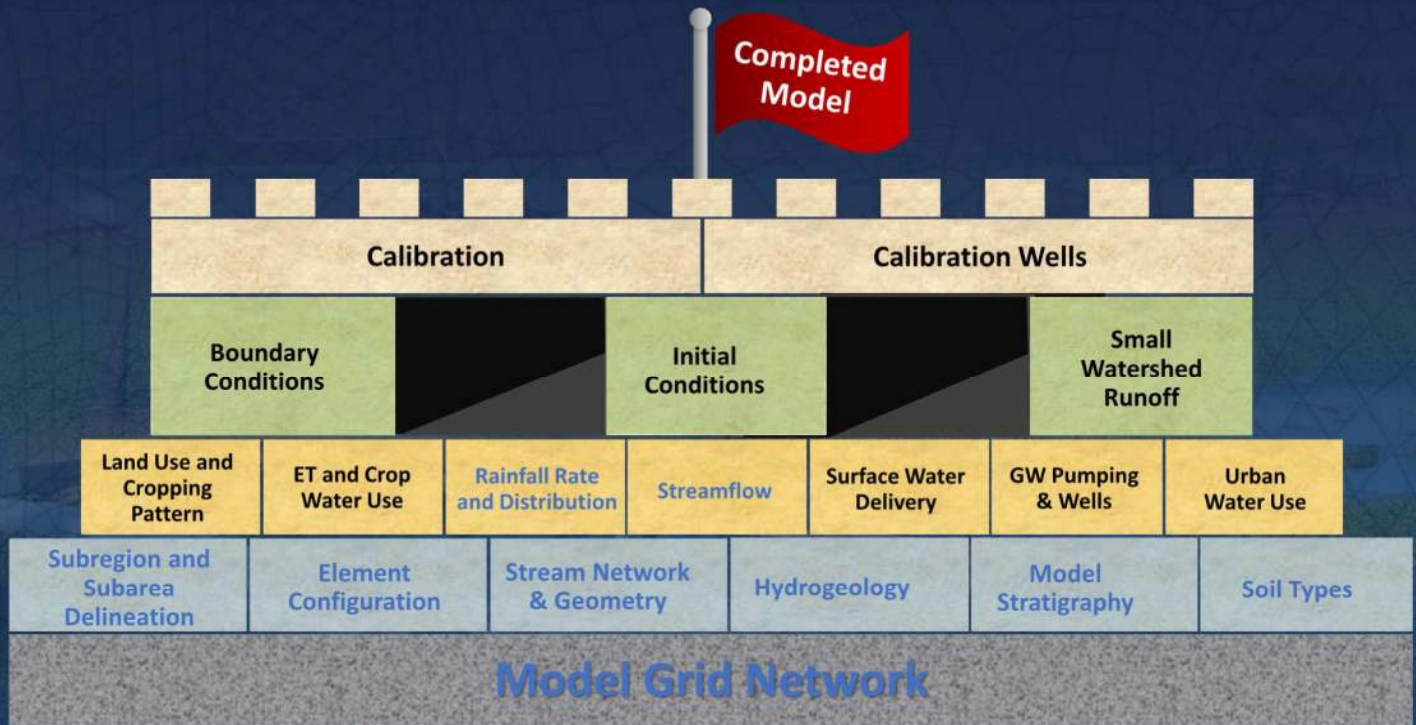 Completed
Model
Calibration
Calibration Wells
Boundary
Conditions
Initial
Conditions
Small
Watershed
Runoff
Land Use and
Cropping
Pattern
ET and Crop
Water Use
Rainfall Rate
and Distribution
Streamflow
Surface Water
Delivery
GW Pumping
& Wells
Urban
Water Use
Subregion and
Subarea
Delineation
Element
Configuration
Stream Network
& Geometry
Hydrogeology
Model
Stratigraphy
Soil Types
Model Grid Network